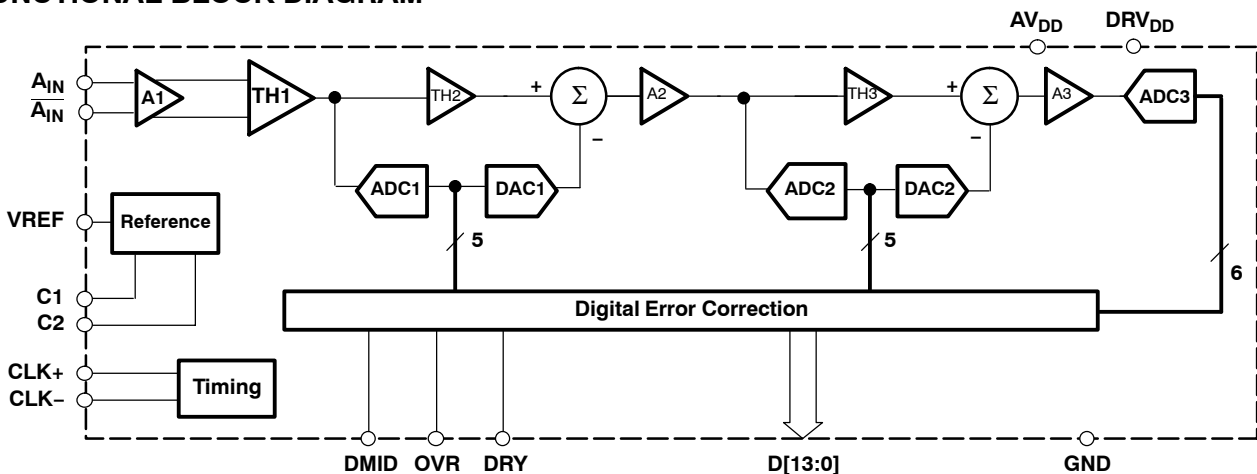 UNCTIONAL BLOCK DIAGRAM
AVDD DRVDD
AIN
AIN
A1 TH1 TH2 + Σ − A2 TH3 + Σ − A3 ADC3
ADC1 DAC1 ADC2 DAC2
VREF Reference
5 5 6
C1
C2
Digital Error Correction
CLK+
CLK−
Timing
DMID OVR DRY D[13:0] GND